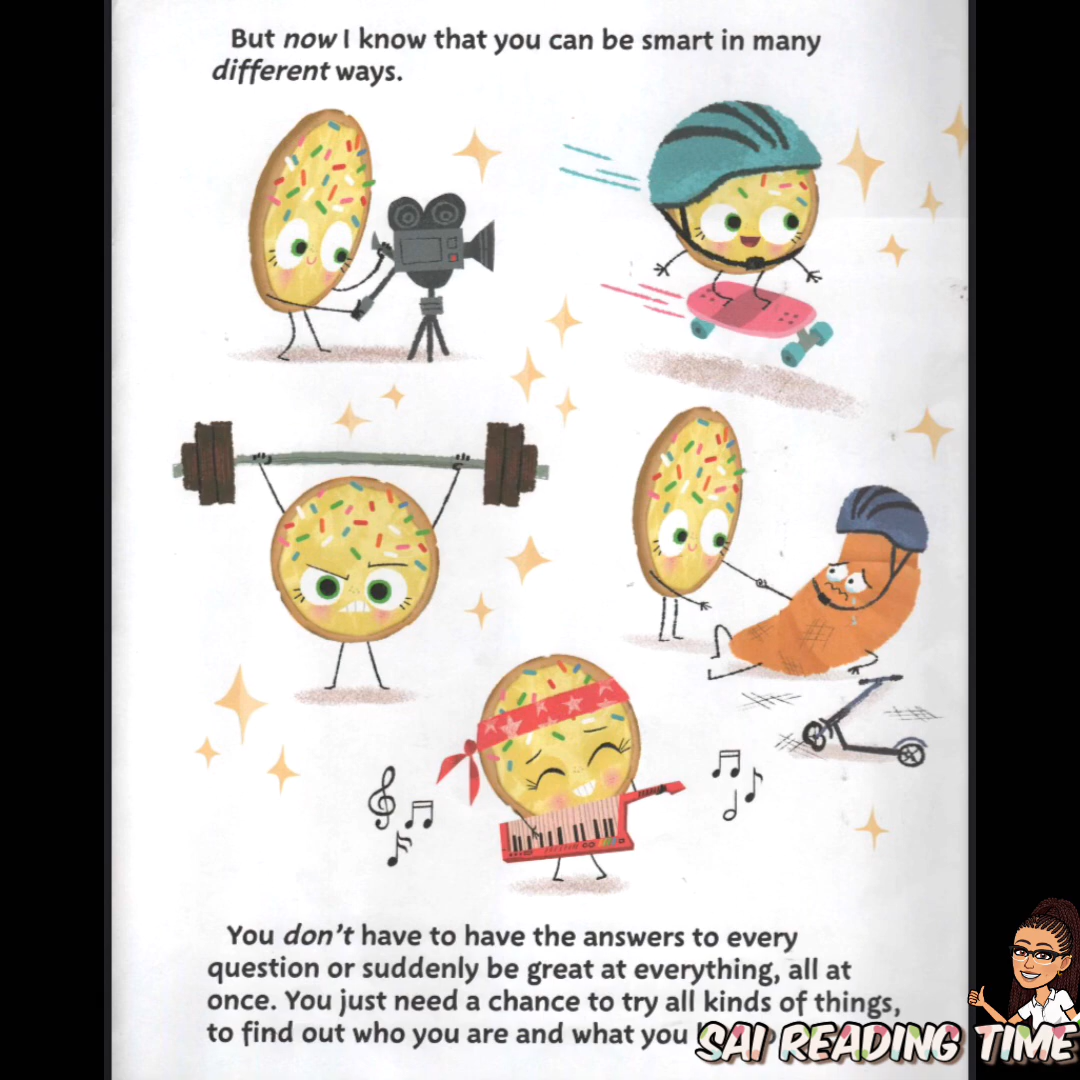 But now I know that you can be smart in many
different ways.
You don't have to have the answers to every
question or suddenly be great at everything, all at
once. You just need a chance to try all kinds of things,
to find out who you are and what you
SAI READING TIME